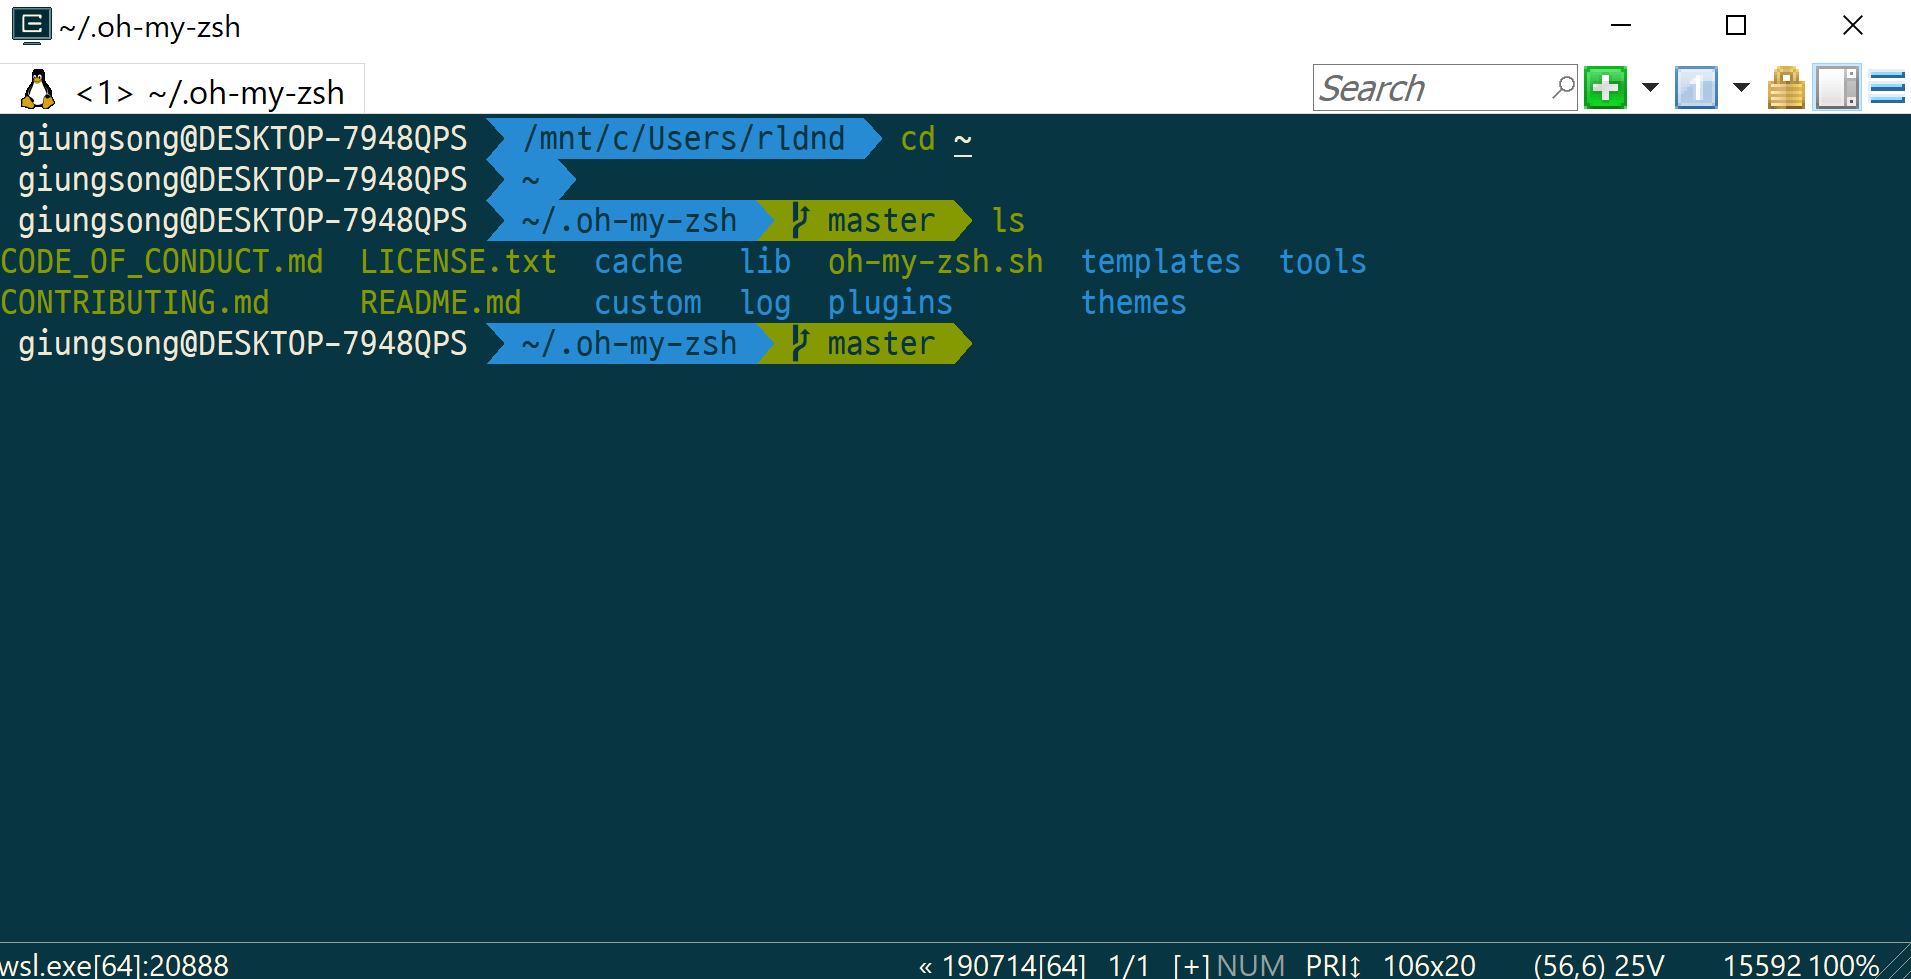 ~/.oh-my-zsh
<1> ~/.oh-my-zsh Search 1
giungsong@DESKTOP-7948QPS /mnt/c/Users/rldnd cd ~
giungsong@DESKTOP-7948QPS ~
giungsong@DESKTOP-7948QPS ~/.oh-my-zsh master ls
CODE_OF_CONDUCT.md LICENSE.txt cache lib oh-my-zsh.sh templates tools
CONTRIBUTING.md README.md custom log plugins themes
giungsong@DESKTOP-7948QPS ~/.oh-my-zsh master
wsl.exe[64]:20888 « 190714[64] 1/1 [+] NUM PRI↕ 106x20 (56,6) 25V 15592 100%